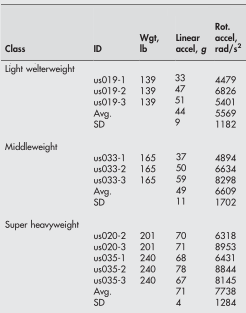 Class ID Wgt, lb Linear accel, g Rot. accel, rad/s²
Light welterweight
us019-1 139 33 4479
us019-2 139 47 6826
us019-3 139 51 5401
Avg. 44 5569
SD 9 1182
Middleweight
us033-1 165 37 4894
us033-2 165 50 6634
us033-3 165 59 8298
Avg. 49 6609
SD 11 1702
Super heavyweight
us020-2 201 70 6318
us020-3 201 71 8953
us035-1 240 68 6431
us035-2 240 78 8844
us035-3 240 67 8145
Avg. 71 7738
SD 4 1284